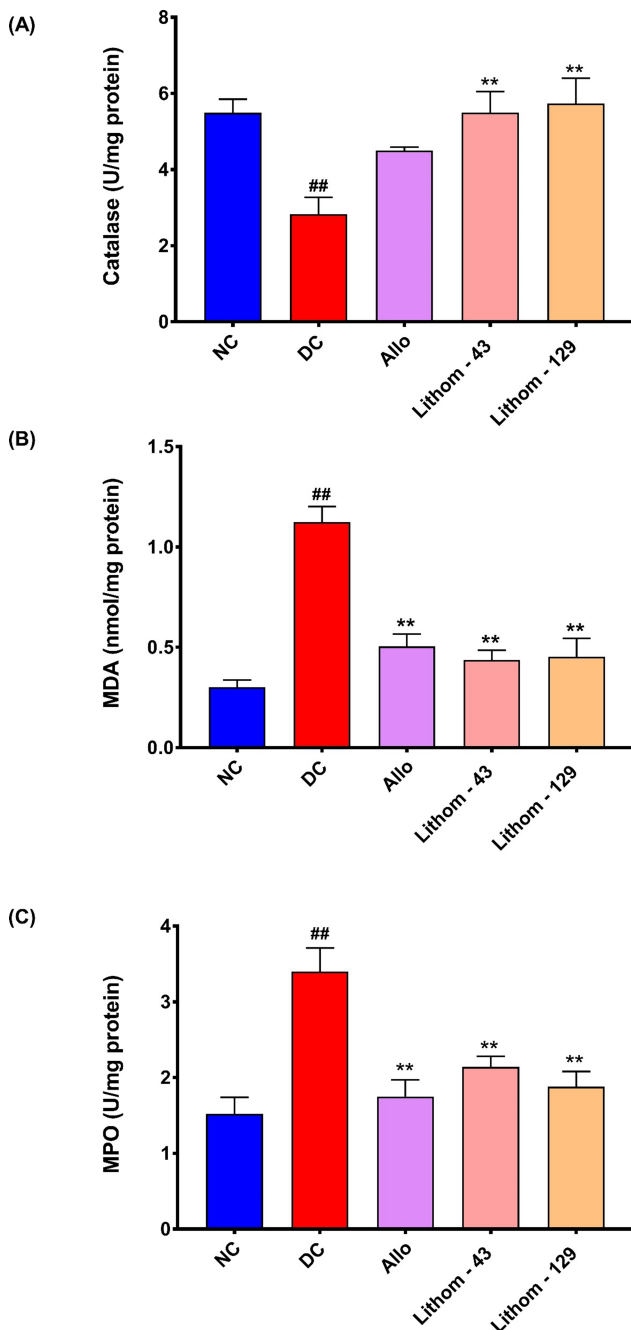 (A)
Catalase (U/mg protein)
8
6
4
2
0
##
**
**
NC
DC
Allo
Lithom - 43
Lithom - 129
(B)
MDA (nmol/mg protein)
1.5
1.0
0.5
0.0
##
**
**
**
NC
DC
Allo
Lithom - 43
Lithom - 129
(C)
MPO (U/mg protein)
4
3
2
1
0
##
**
**
**
NC
DC
Allo
Lithom - 43
Lithom - 129